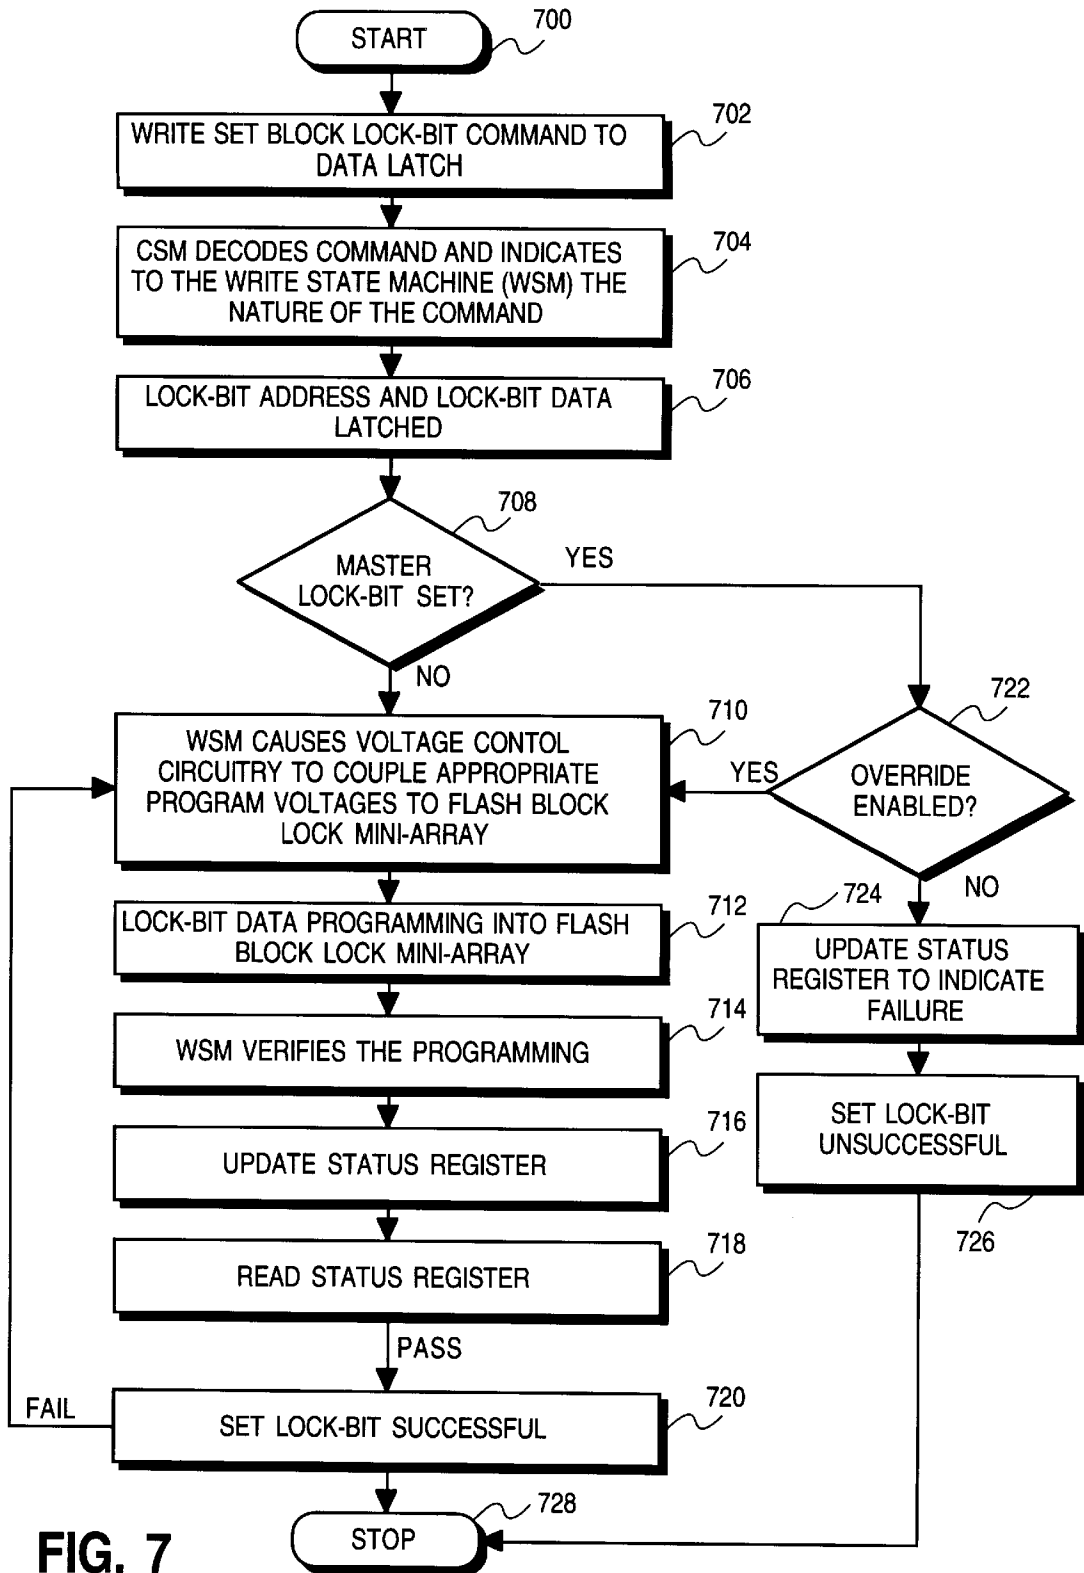 START
700
WRITE SET BLOCK LOCK-BIT COMMAND TO
DATA LATCH
702
CSM DECODES COMMAND AND INDICATES
TO THE WRITE STATE MACHINE (WSM) THE
NATURE OF THE COMMAND
704
LOCK-BIT ADDRESS AND LOCK-BIT DATA
LATCHED
706
708
MASTER
LOCK-BIT SET?
YES
NO
710
WSM CAUSES VOLTAGE CONTOL
CIRCUITRY TO COUPLE APPROPRIATE
PROGRAM VOLTAGES TO FLASH BLOCK
LOCK MINI-ARRAY
722
YES
OVERRIDE
ENABLED?
NO
LOCK-BIT DATA PROGRAMMING INTO FLASH
BLOCK LOCK MINI-ARRAY
712
724
UPDATE STATUS
REGISTER TO INDICATE
FAILURE
WSM VERIFIES THE PROGRAMMING
714
SET LOCK-BIT
UNSUCCESSFUL
726
UPDATE STATUS REGISTER
716
READ STATUS REGISTER
718
PASS
FAIL
SET LOCK-BIT SUCCESSFUL
720
STOP
728
FIG. 7